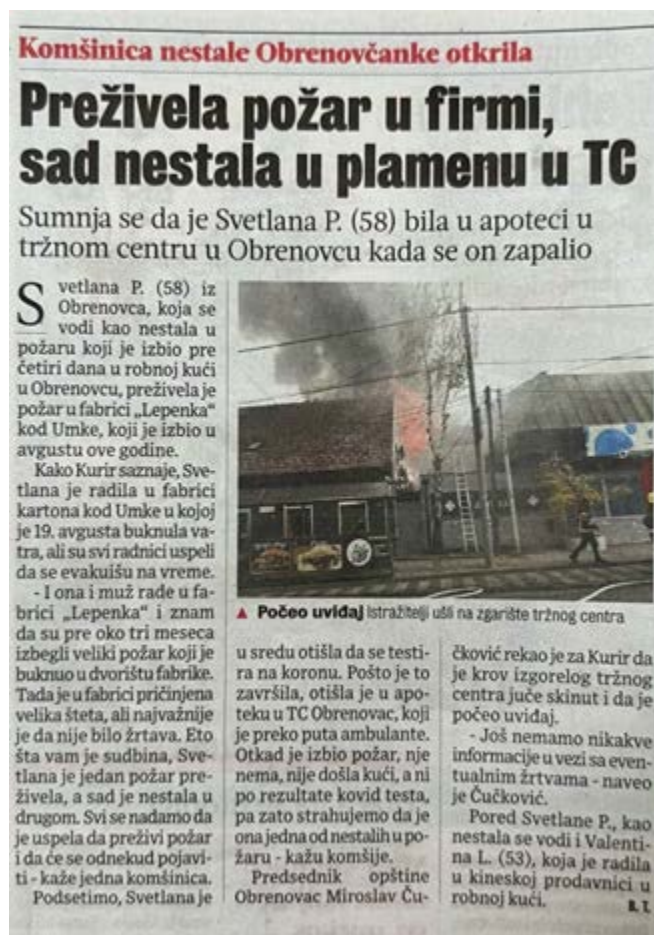 Komšinica nestale Obrenovčanke otkrila
Preživela požar u firmi,
sad nestala u plamenu u TC
Sumnja se da je Svetlana P. (58) bila u apoteci u
tržnom centru u Obrenovcu kada se on zapalio
Svetlana P. (58) iz
Obrenovca, koja se
vodi kao nestala u
požaru koji je izbio pre
četiri dana u robnoj kući
u Obrenovcu, preživela je
požar u fabrici „Lepenka"
kod Umke, koji je izbio u
avgustu ove godine.
Kako Kurir saznaje, Sve-
tlana je radila u fabrici
kartona kod Umke u kojoj
je 19. avgusta buknula va-
tra, ali su svi radnici uspeli
da se evakuišu na vreme.
- I ona i muž rade u fa-
brici „Lepenka" i znam
da su pre oko tri meseca
izbegli veliki požar koji je
buknuo u dvorištu fabrike.
Tada je u fabrici pričinjena
velika šteta, ali najvažnije
je da nije bilo žrtava. Eto
šta vam je sudbina, Sve-
tlana je jedan požar pre-
živela, a sad je nestala u
drugom. Svi se nadamo da
je uspela da preživi požar
i da će se odnekud pojavi-
ti - kaže jedna komšinica.
Podsetimo, Svetlana je
▲ Počeo uviđaj Istražitelji ušli na zgarište tržnog centra
u sredu otišla da se testi-
ra na koronu. Pošto je to
završila, otišla je u apo-
teku u TC Obrenovac, koji
je preko puta ambulante.
Otkad je izbio požar, nje
nema, nije došla kući, a ni
po rezultate kovid testa,
pa zato strahujemo da je
ona jedna od nestalih u po-
žaru - kažu komšije.
Predsednik opštine
Obrenovac Miroslav Ču-
čković rekao je za Kurir da
je krov izgorelog tržnog
centra juče skinut i da je
počeo uviđaj.
- Još nemamo nikakve
informacije u vezi sa even-
tualnim žrtvama - naveo
je Čučković.
Pored Svetlane P., kao
nestala se vodi i Valenti-
na L. (53), koja je radila
u kineskoj prodavnici u
robnoj kući.
B. T.